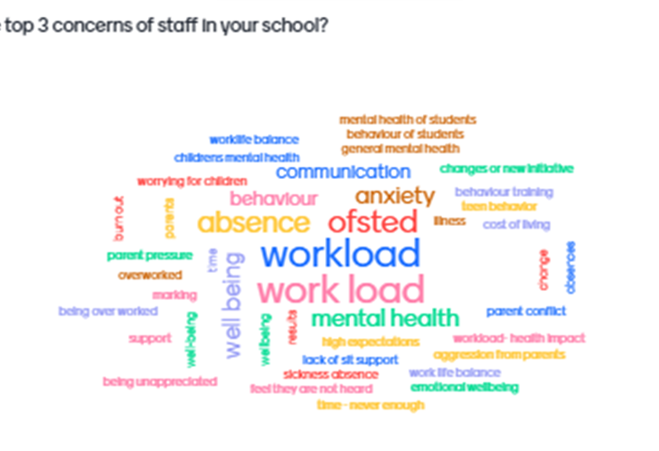 top 3 concerns of staff in your school?
mental health of students
behaviour of students
worklife balance
general mental health
childrens mental health
communication
changes or new initiative
worrying for children
behaviour
anxiety
behaviour training
burnout
parents
teen behavior
absence
ofsted
illness
cost of living
parent pressure
time
workload
change
absences
overworked
well being
work load
marking
being over worked
mental health
parent conflict
support
well-being
wellbeing
results
high expectations
workload- health impact
lack of slt support
aggression from parents
sickness absence
work life balance
being unappreciated
feel they are not heard
emotional wellbeing
time - never enough